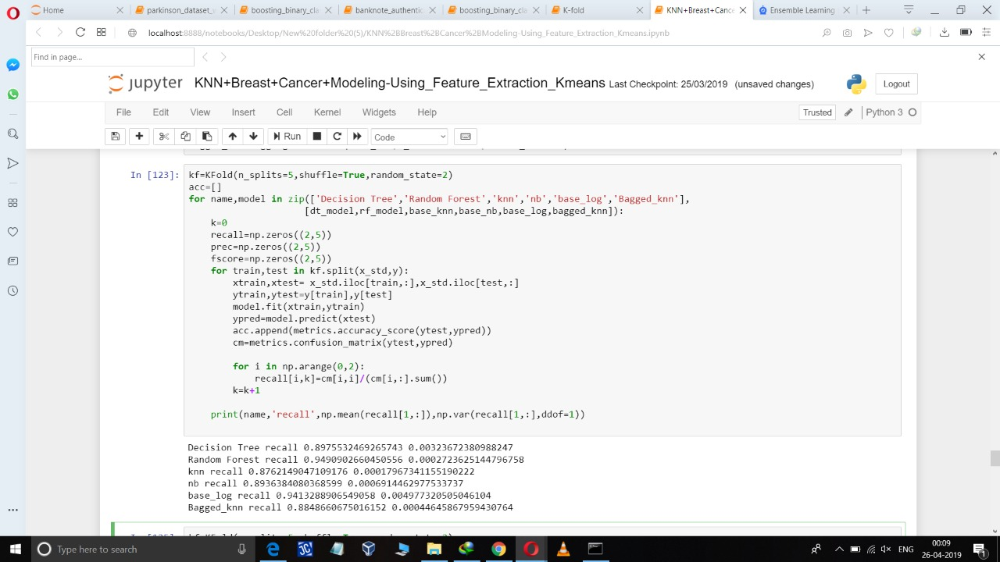 Home
parkinson_dataset.
boosting_binary_cla
banknote_authentic
boosting_binary_cla
K-fold
KNN+Breast+Cance
Ensemble Learning
localhost:8888/notebooks/Desktop/New%20folder%20(5)/KNN%2BBreast%2BCancer%2BModeling-Using_Feature_Extraction_Kmeans.ipynb
Find in page...
jupyter KNN+Breast+Cancer+Modeling-Using_Feature_Extraction_Kmeans Last Checkpoint: 25/03/2019 (unsaved changes)
Logout
File Edit View Insert Cell Kernel Widgets Help
Trusted Python 3
Run Code
In [123]: kf=KFold(n_splits=5,shuffle=True,random_state=2)
acc=[]
for name,model in zip(['Decision Tree','Random Forest','knn','nb','base_log','Bagged_knn'],
[dt_model,rf_model,base_knn,base_nb,base_log,bagged_knn]):
k=0
recall=np.zeros((2,5))
prec=np.zeros((2,5))
fscore=np.zeros((2,5))
for train,test in kf.split(x_std,y):
xtrain,xtest= x_std.iloc[train,:],x_std.iloc[test,:]
ytrain,ytest=y[train],y[test]
model.fit(xtrain,ytrain)
ypred=model.predict(xtest)
acc.append(metrics.accuracy_score(ytest,ypred))
cm=metrics.confusion_matrix(ytest,ypred)
for i in np.arange(0,2):
recall[i,k]=cm[i,i]/(cm[i,:].sum())
k=k+1
print(name,'recall',np.mean(recall[1,:]),np.var(recall[1,:],ddof=1))
Decision Tree recall 0.8975532469265743 0.00323672380988247
Random Forest recall 0.9490902660450556 0.0002723625144796758
knn recall 0.8762149047109176 0.00017967341155190222
nb recall 0.8936384080368599 0.0006914462977533737
base_log recall 0.9413288906549058 0.004977320505046104
Bagged_knn recall 0.8848660675016152 0.00044645867959430764
Type here to search
ENG
00:09
26-04-2019
1